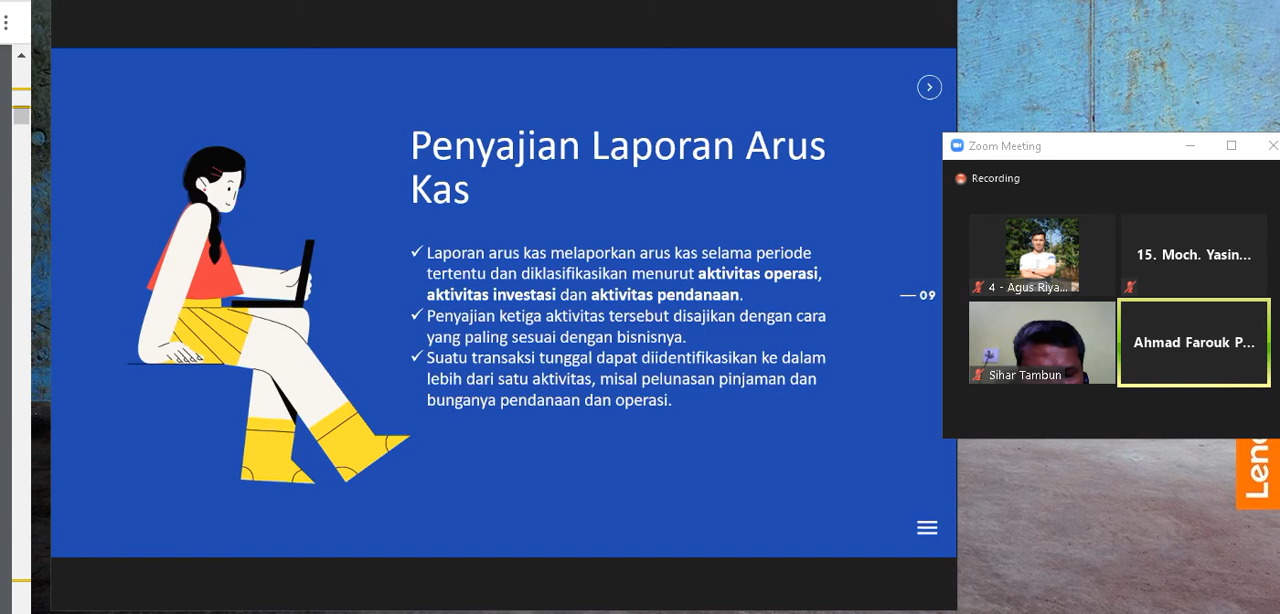 Penyajian Laporan Arus
Kas
✓ Laporan arus kas melaporkan arus kas selama periode
tertentu dan diklasifikasikan menurut aktivitas operasi,
aktivitas investasi dan aktivitas pendanaan.
✓ Penyajian ketiga aktivitas tersebut disajikan dengan cara
yang paling sesuai dengan bisnisnya.
✓ Suatu transaksi tunggal dapat diidentifikasikan ke dalam
lebih dari satu aktivitas, misal pelunasan pinjaman dan
bunganya pendanaan dan operasi.
— 09
Zoom Meeting
Recording
4 - Agus Riya...
15. Moch. Yasin...
Sihar Tambun
Ahmad Farouk P...